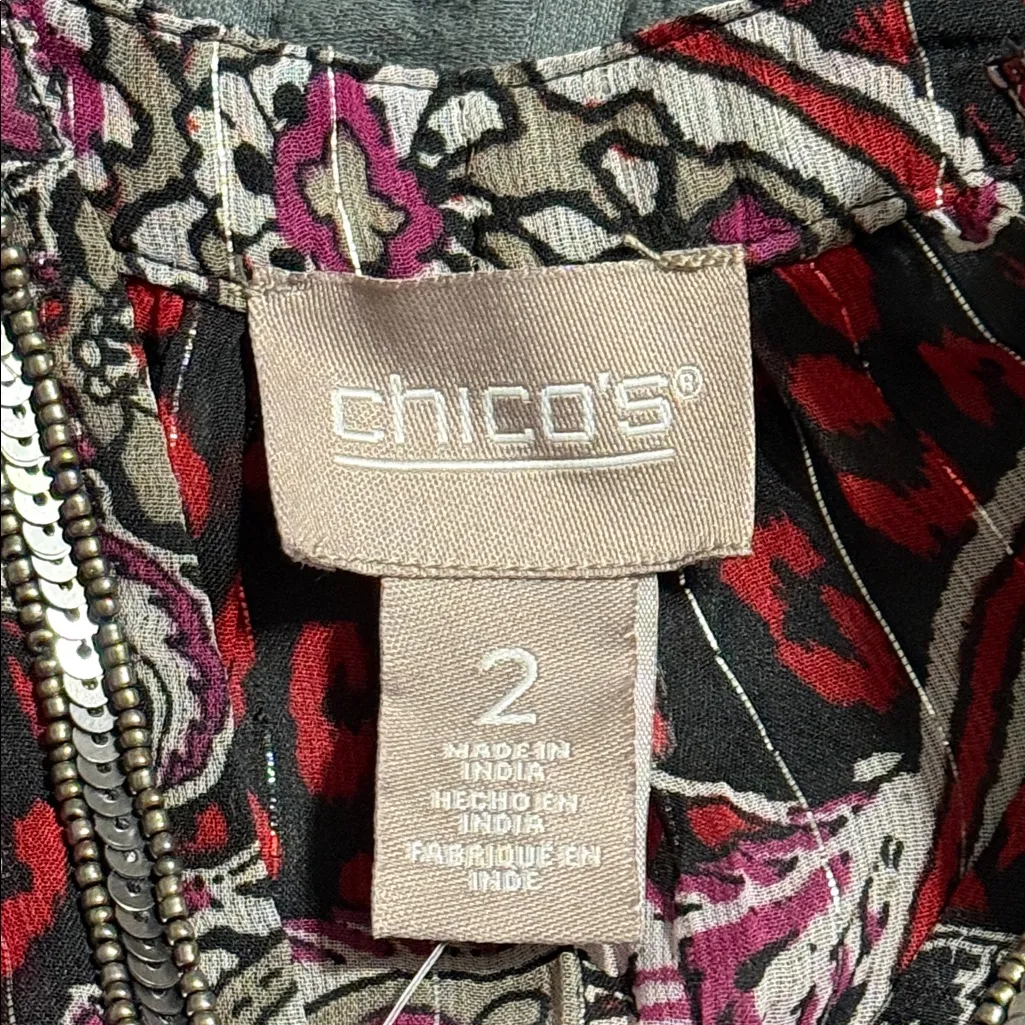 chico's®
2
MADE IN
INDIA
HECHO EN
INDIA
FABRIQUE EN
INDE